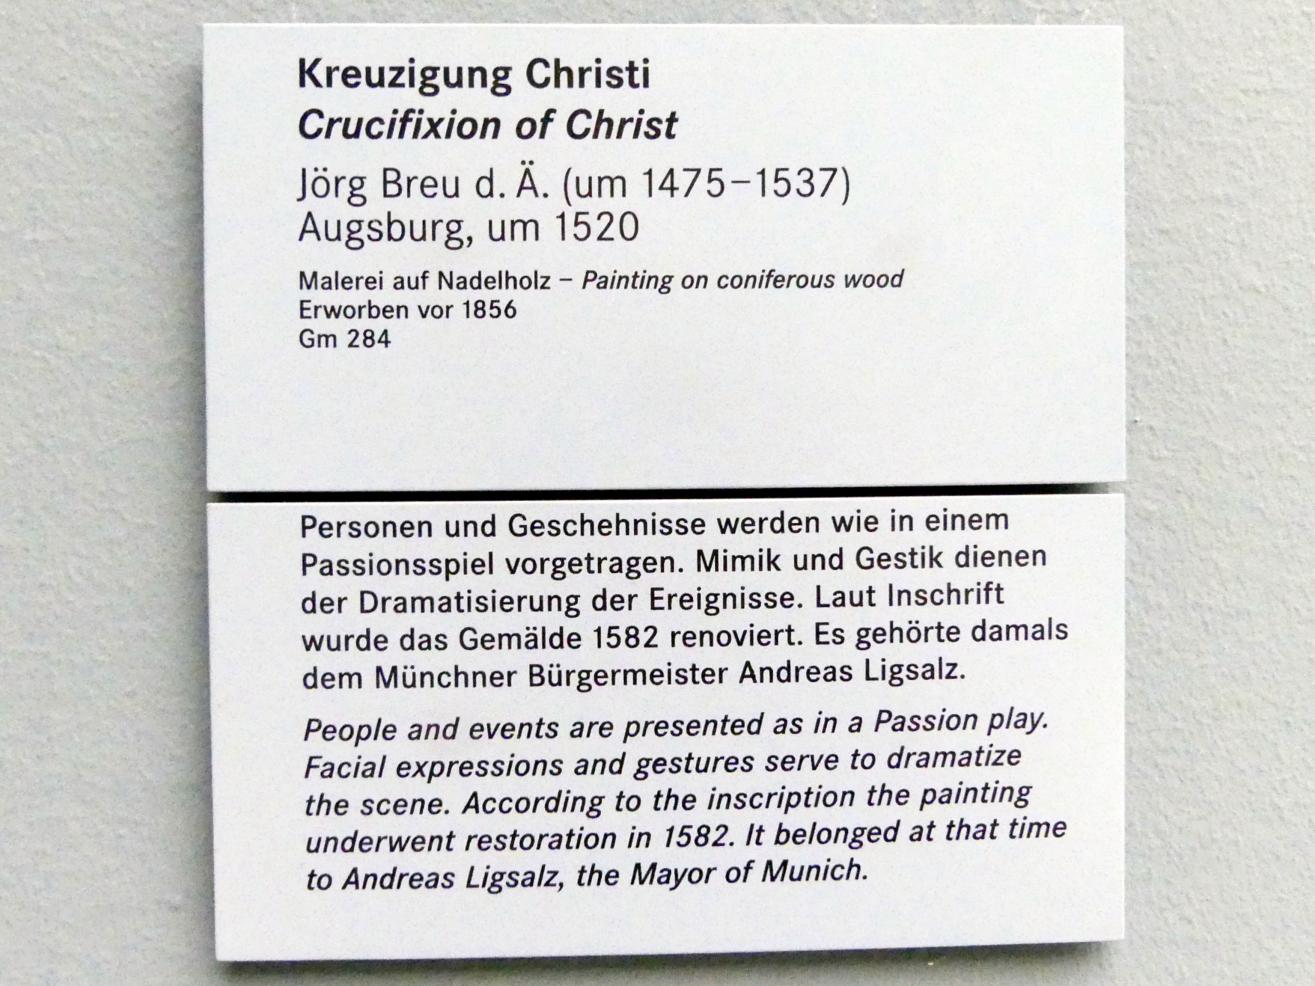 Kreuzigung Christi
Crucifixion of Christ
Jörg Breu d. Ä. (um 1475–1537)
Augsburg, um 1520
Malerei auf Nadelholz – Painting on coniferous wood
Erworben vor 1856
Gm 284
Personen und Geschehnisse werden wie in einem
Passionsspiel vorgetragen. Mimik und Gestik dienen
der Dramatisierung der Ereignisse. Laut Inschrift
wurde das Gemälde 1582 renoviert. Es gehörte damals
dem Münchner Bürgermeister Andreas Ligsalz.
People and events are presented as in a Passion play.
Facial expressions and gestures serve to dramatize
the scene. According to the inscription the painting
underwent restoration in 1582. It belonged at that time
to Andreas Ligsalz, the Mayor of Munich.